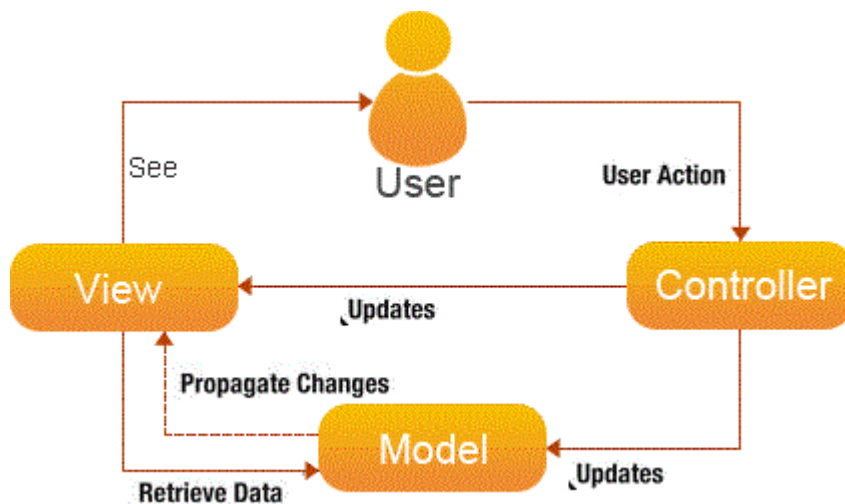 See
User
User Action
View
Controller
Updates
Propagate Changes
Model
Updates
Retrieve Data